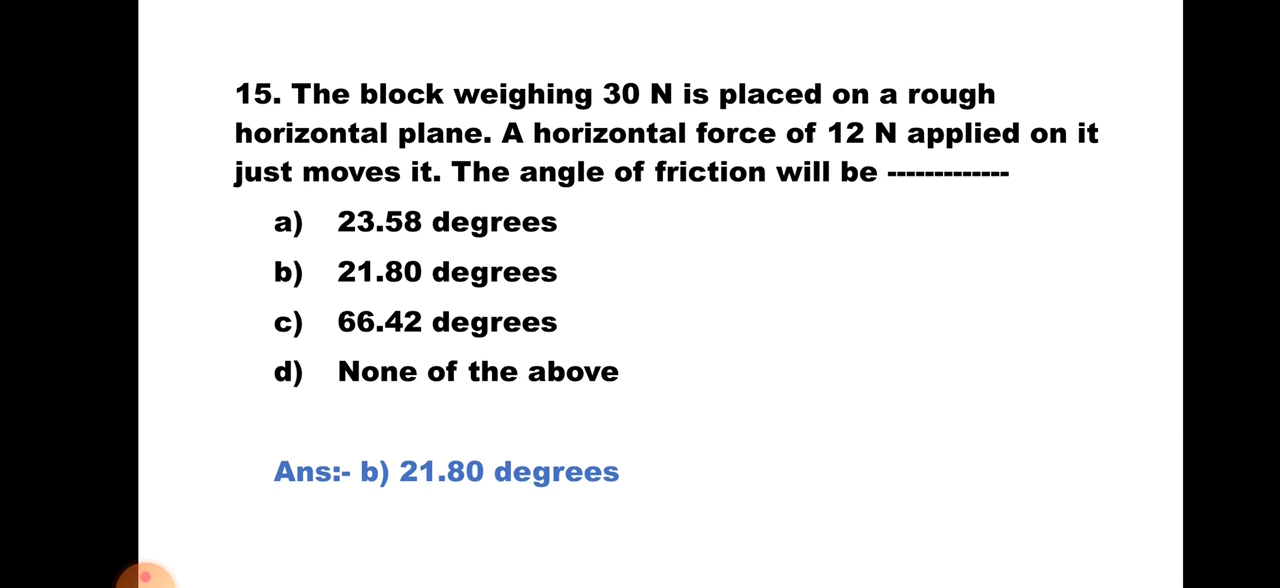 15. The block weighing 30 N is placed on a rough
horizontal plane. A horizontal force of 12 N applied on it
just moves it. The angle of friction will be -------------
a) 23.58 degrees
b) 21.80 degrees
c) 66.42 degrees
d) None of the above
Ans:- b) 21.80 degrees